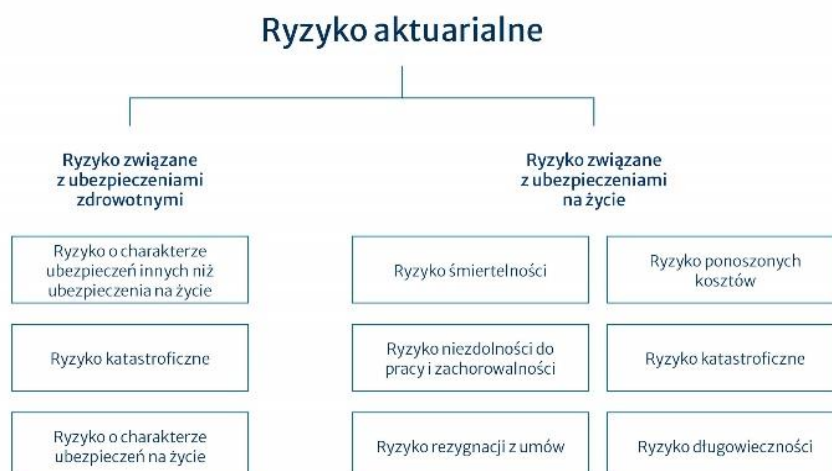 Ryzyko aktuarialne
Ryzyko związane
z ubezpieczeniami
zdrowotnymi
Ryzyko związane
z ubezpieczeniami
na życie
Ryzyko o charakterze
ubezpieczeń innych niż
ubezpieczenia na życie
Ryzyko śmiertelności
Ryzyko ponoszonych
kosztów
Ryzyko katastroficzne
Ryzyko niezdolności do
pracy i zachorowalności
Ryzyko katastroficzne
Ryzyko o charakterze
ubezpieczeń na życie
Ryzyko rezygnacji z umów
Ryzyko długowieczności